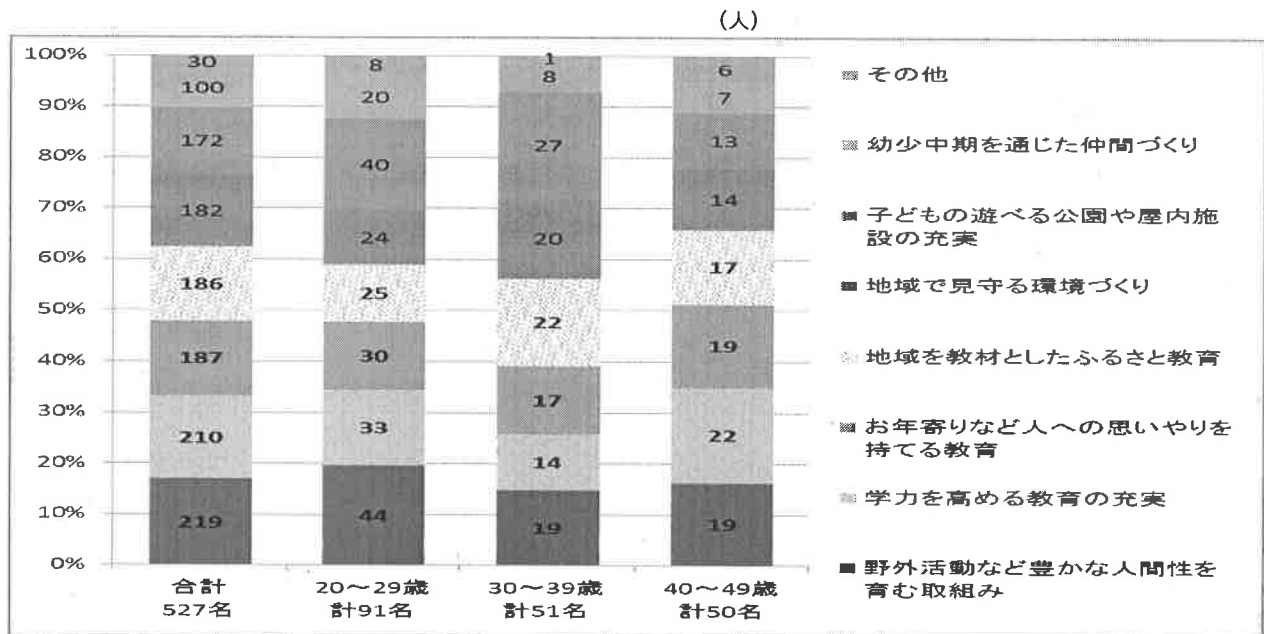 (人)
100%
90%
80%
70%
60%
50%
40%
30%
20%
10%
0%
30
100
172
182
186
187
210
219
8
20
40
24
25
30
33
44
1
8
27
20
22
17
14
19
6
7
13
14
17
19
22
19
合計
527名
20～29歳
計91名
30～39歳
計51名
40～49歳
計50名
その他
幼少中期を通じた仲間づくり
子どもの遊べる公園や屋内施
設の充実
地域で見守る環境づくり
地域を教材としたふるさと教育
お年寄りなど人への思いやりを
持てる教育
学力を高める教育の充実
野外活動など豊かな人間性を
育む取組み